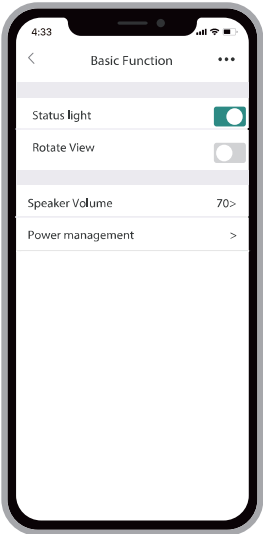 4:33
Basic Function
Status light
Rotate View
Speaker Volume 70>
Power management >